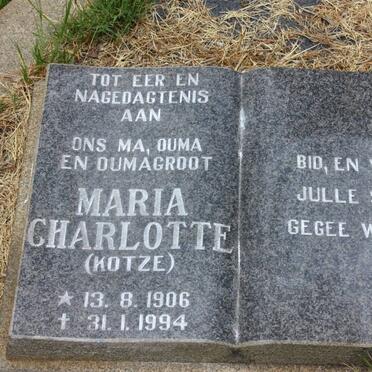 TOT EER EN
NAGEDAGTENIS
AAN
ONS MA, OUMA
EN OUMAGROOT
MARIA
CHARLOTTE
(KOTZE)
★ 13. 8. 1906
✝ 31. 1. 1994
BID, EN
JULLE
GEGEE